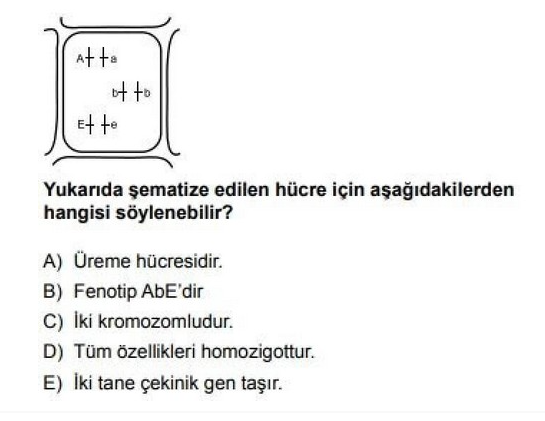 A a
b b
E e
Yukarıda şematize edilen hücre için aşağıdakilerden
hangisi söylenebilir?
A) Üreme hücresidir.
B) Fenotip AbE'dir
C) İki kromozomludur.
D) Tüm özellikleri homozigottur.
E) İki tane çekinik gen taşır.